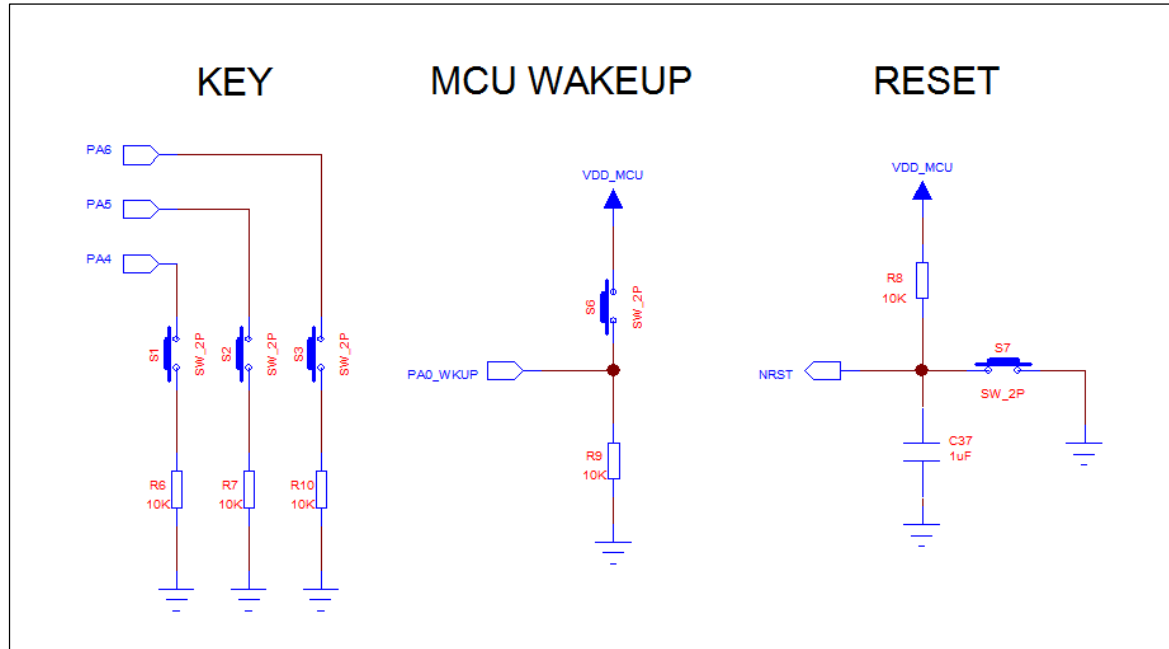 KEY
MCU WAKEUP
RESET
PA6
PA5
PA4
S1
SW_2P
S2
SW_2P
S3
SW_2P
R6
10K
R7
10K
R10
10K
VDD_MCU
S6
SW_2P
PA0_WKUP
R9
10K
VDD_MCU
R8
10K
NRST
S7
SW_2P
C37
1uF